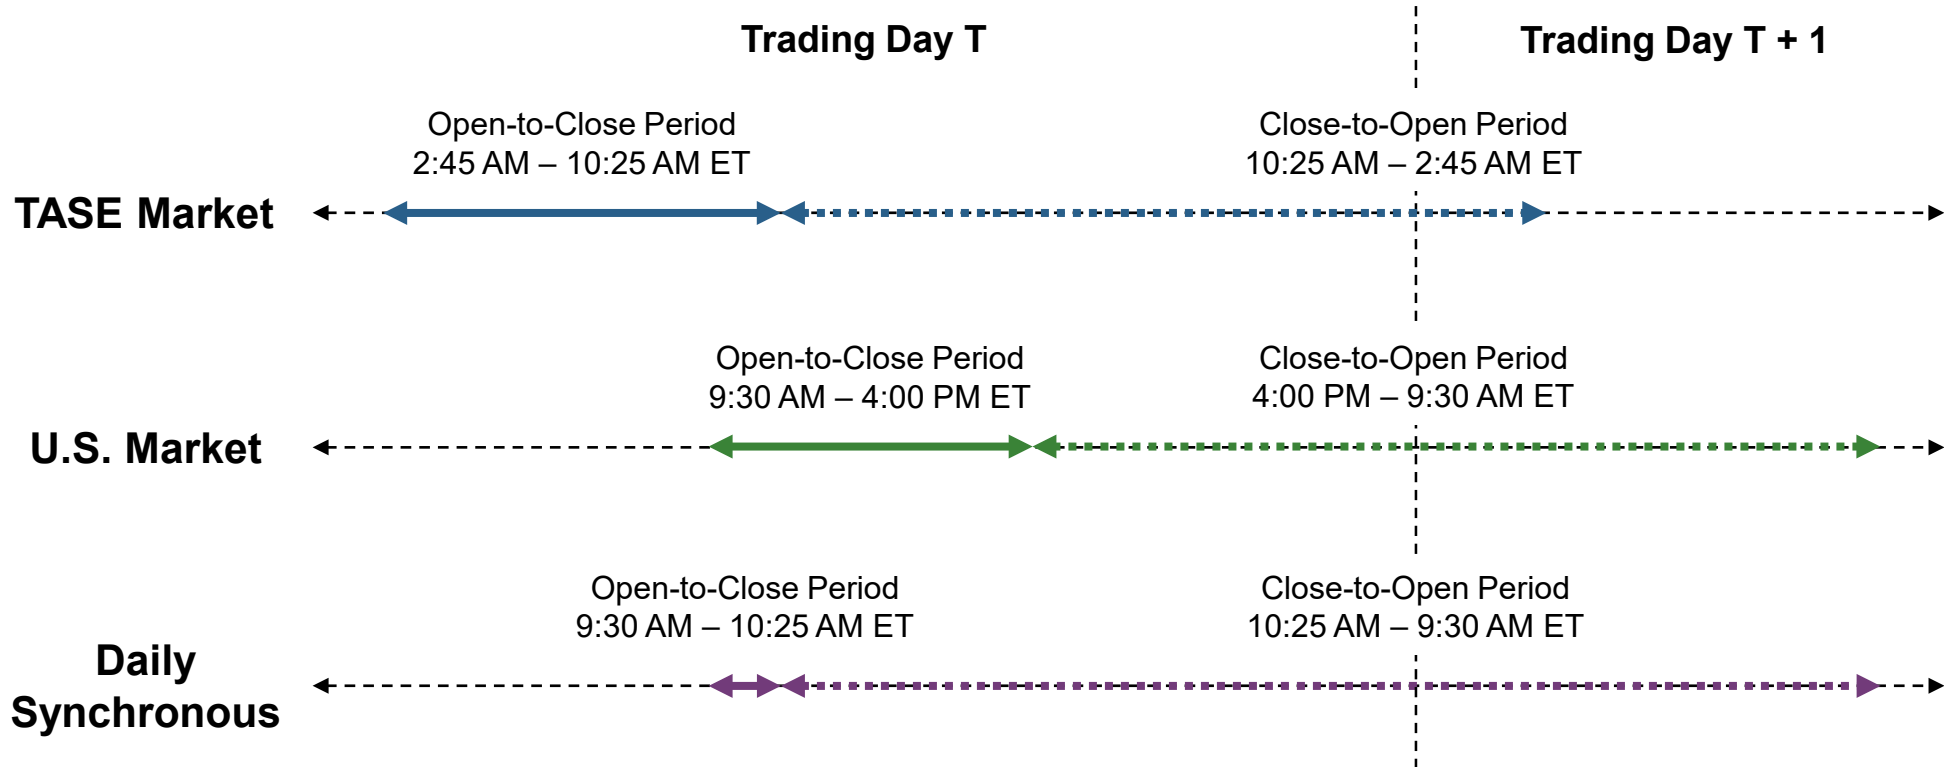 Trading Day T
Trading Day T + 1
Open-to-Close Period
2:45 AM – 10:25 AM ET
Close-to-Open Period
10:25 AM – 2:45 AM ET
TASE Market
Open-to-Close Period
9:30 AM – 4:00 PM ET
Close-to-Open Period
4:00 PM – 9:30 AM ET
U.S. Market
Open-to-Close Period
9:30 AM – 10:25 AM ET
Close-to-Open Period
10:25 AM – 9:30 AM ET
Daily
Synchronous